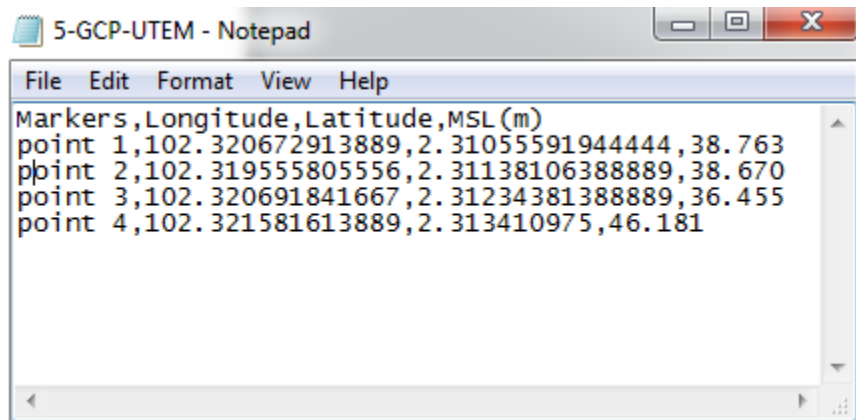 5-GCP-UTEM - Notepad
File Edit Format View Help
Markers,Longitude,Latitude,MSL(m)
point 1,102.320672913889,2.31055591944444,38.763
point 2,102.319555805556,2.31138106388889,38.670
point 3,102.320691841667,2.31234381388889,36.455
point 4,102.321581613889,2.313410975,46.181